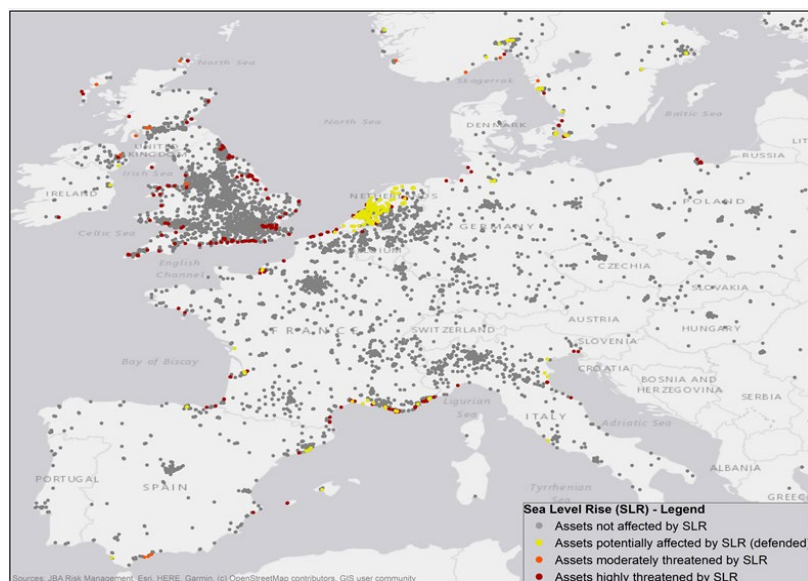 North Sea
Skagerrak
North Sea
DENMARK
Baltic Sea
LIT
UNITED
KINGDOM
RUSSIA
Irish Sea
IRELAND
NETHERLANDS
POLAND
Celtic Sea
GERMANY
BELGIUM
English
Channel
CZECHIA
SLOVAKIA
FRANCE
AUSTRIA
SWITZERLAND
HUNGARY
SLOVENIA
Bay of Biscay
CROATIA
BOSNIA AND
HERZEGOVINA
SERBIA
Ligurian
Sea
ITALY
Adriatic Sea
PORTUGAL
SPAIN
ALBANIA
Tyrrhenian
Sea
GREECE
Sea Level Rise (SLR) - Legend
Assets not affected by SLR
Assets potentially affected by SLR (defended)
Assets moderately threatened by SLR
Assets highly threatened by SLR
Sources: JBA Risk Management, Esri, HERE, Garmin, (c) OpenStreetMap contributors, GIS user community